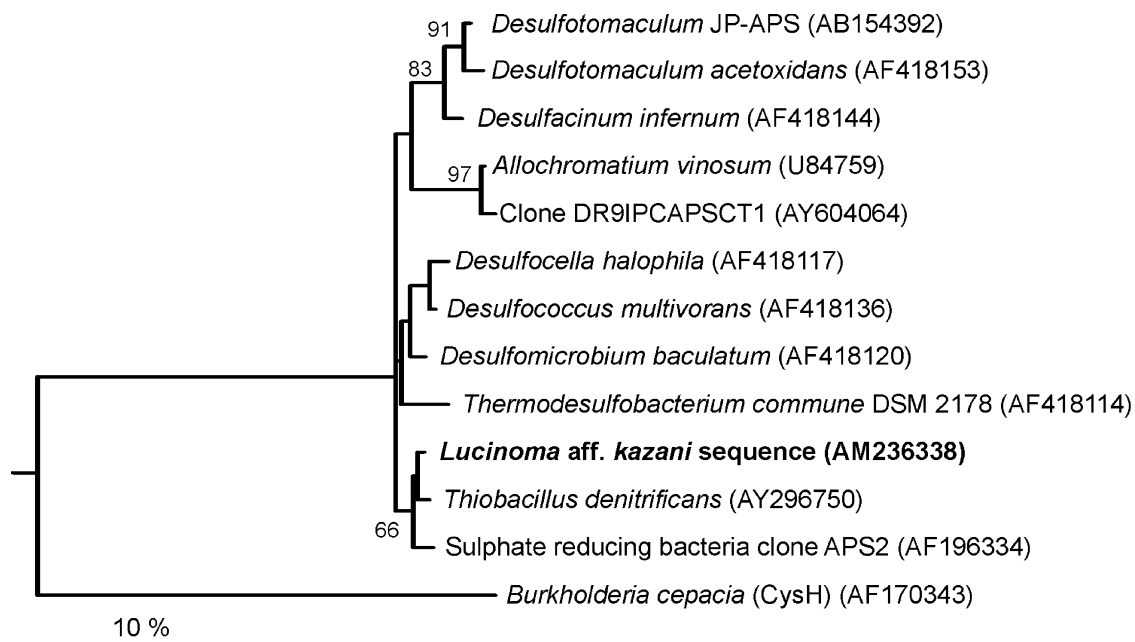 91
Desulfotomaculum JP-APS (AB154392)
83
Desulfotomaculum acetoxidans (AF418153)
Desulfacinum infernum (AF418144)
97
Allochromatium vinosum (U84759)
Clone DR9IPCAPSCT1 (AY604064)
Desulfocella halophila (AF418117)
Desulfococcus multivorans (AF418136)
Desulfomicrobium baculatum (AF418120)
Thermodesulfobacterium commune DSM 2178 (AF418114)
Lucinoma aff. kazani sequence (AM236338)
Thiobacillus denitrificans (AY296750)
66
Sulphate reducing bacteria clone APS2 (AF196334)
Burkholderia cepacia (CysH) (AF170343)
10 %